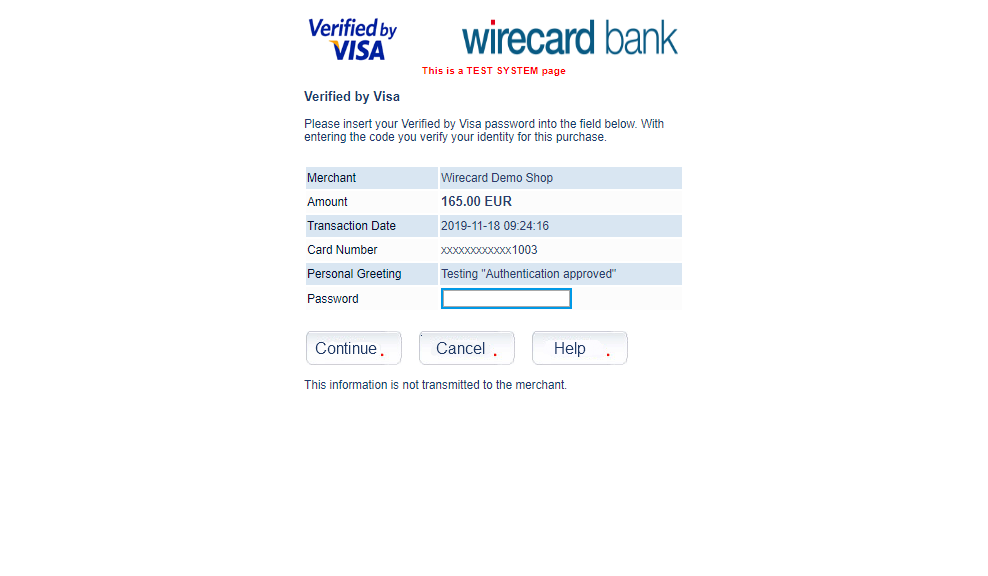 Verified by
VISA
wirecard bank
This is a TEST SYSTEM page
Verified by Visa
Please insert your Verified by Visa password into the field below. With
entering the code you verify your identity for this purchase.
Merchant Wirecard Demo Shop
Amount 165.00 EUR
Transaction Date 2019-11-18 09:24:16
Card Number xxxxxxxxxxxx1003
Personal Greeting Testing "Authentication approved"
Password
Continue Cancel Help
This information is not transmitted to the merchant.